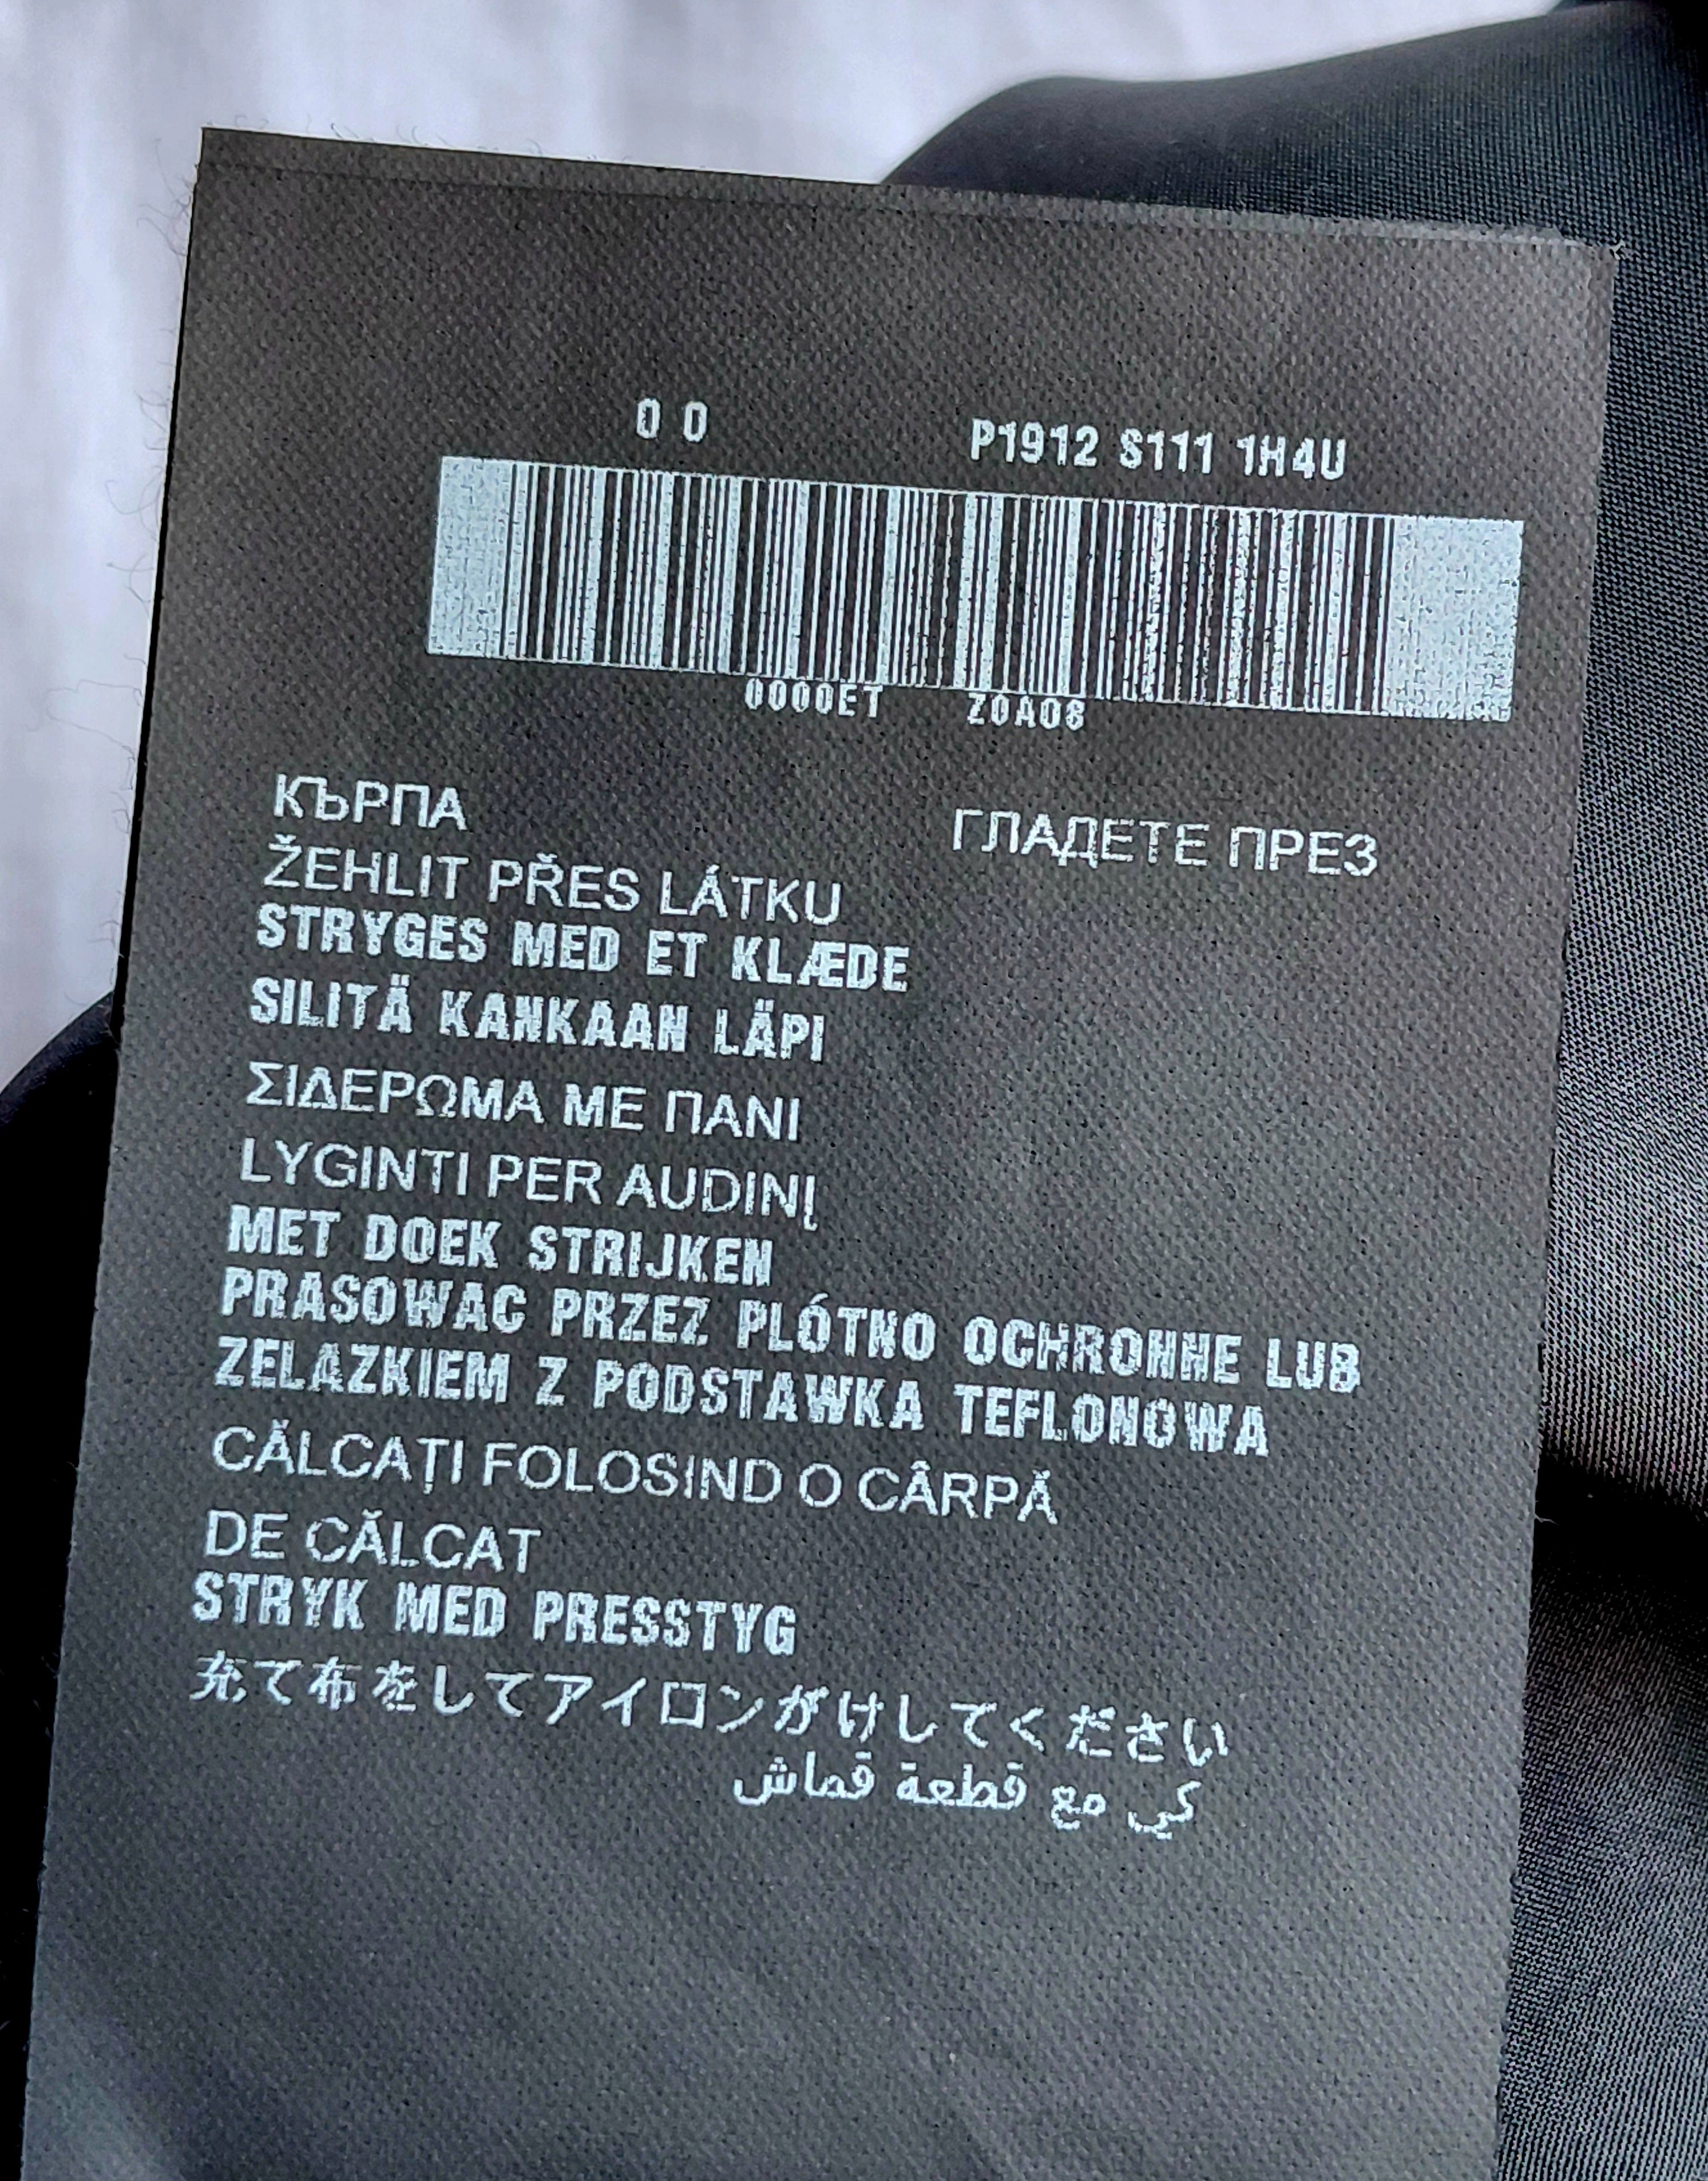 0 0 P1912 S111 1H4U
0000ET Z0A08
КЪРПА ГЛАДЕТЕ ПРЕЗ
ŽEHLIT PŘES LÁTKU
STRYGES MED ET KLÆDE
SILITÄ KANKAAN LÄPI
ΣΙΔΕΡΩΜΑ ΜΕ ΠΑΝΙ
LYGINTI PER AUDINĮ
MET DOEK STRIJKEN
PRASOWAC PRZEZ PLÓTNO OCHRONNE LUB
ZELAZKIEM Z PODSTAWKA TEFLONOWA
CĂLCAȚI FOLOSIND O CÂRPĂ
DE CĂLCAT
STRYK MED PRESSTYG
充て布をしてアイロンがけしてください
كي مع قطعة قماش